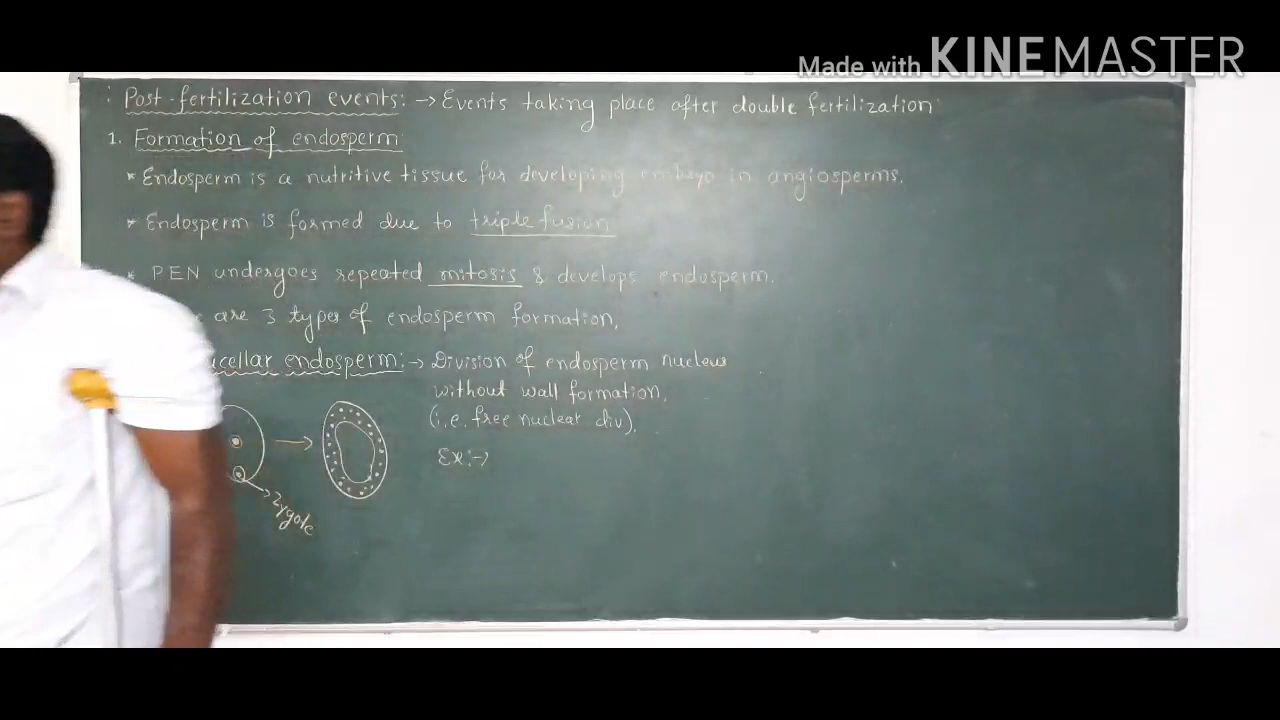 Made with KINEMASTER
: Post-fertilization events: → Events taking place after double fertilization
1. Formation of endosperm
* Endosperm is a nutritive tissue for developing embryo in angiosperms.
* Endosperm is formed due to triple fusion
* PEN undergoes repeated mitosis & develops endosperm.
are 3 types of endosperm formation,
endosperm: → Division of endosperm nucleus
without wall formation,
(i.e. free nuclear div).
Ex:→
Zygote